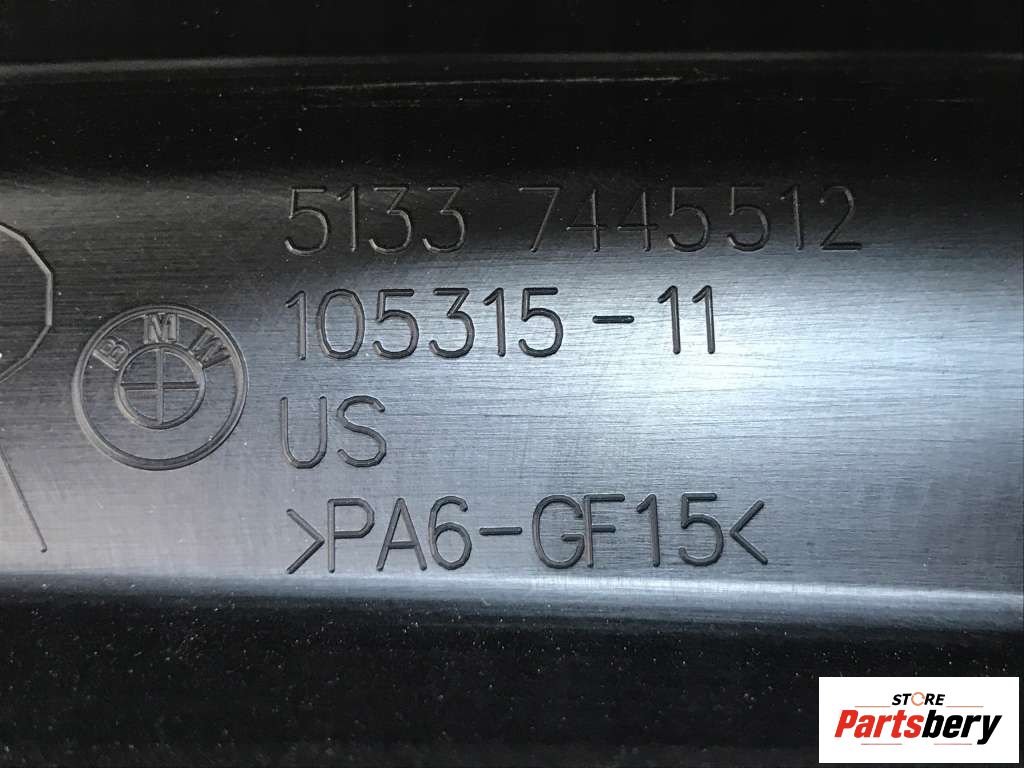 5133 7445512
105315-11
BMW
US
>PA6-GF15<
STORE
Partsbery